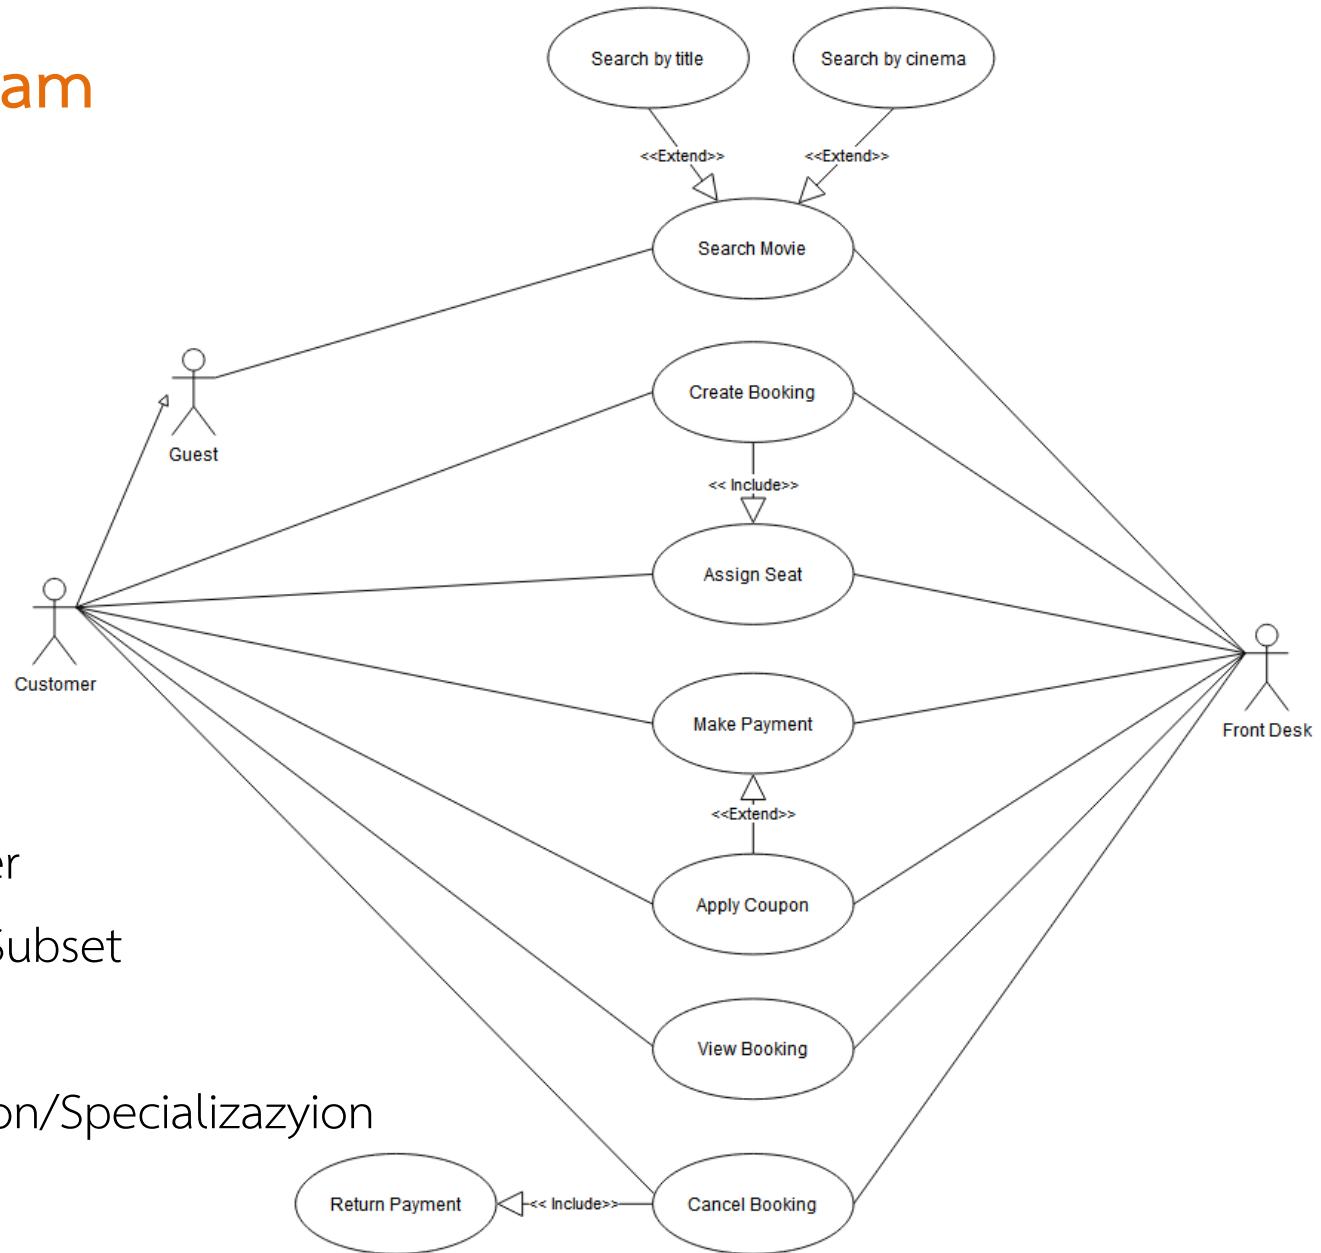 am
Search by title
Search by cinema
<<Extend>>
<<Extend>>
Search Movie
Guest
Create Booking
<< Include>>
Assign Seat
Customer
Front Desk
Make Payment
<<Extend>>
Apply Coupon
er
Subset
View Booking
on/Specializazyion
Return Payment
<< Include>>
Cancel Booking